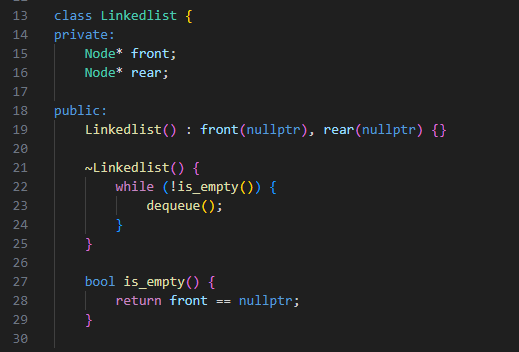 13 class Linkedlist {
14 private:
15     Node* front;
16     Node* rear;
17
18 public:
19     Linkedlist() : front(nullptr), rear(nullptr) {}
20
21     ~Linkedlist() {
22         while (!is_empty()) {
23             dequeue();
24         }
25     }
26
27     bool is_empty() {
28         return front == nullptr;
29     }
30